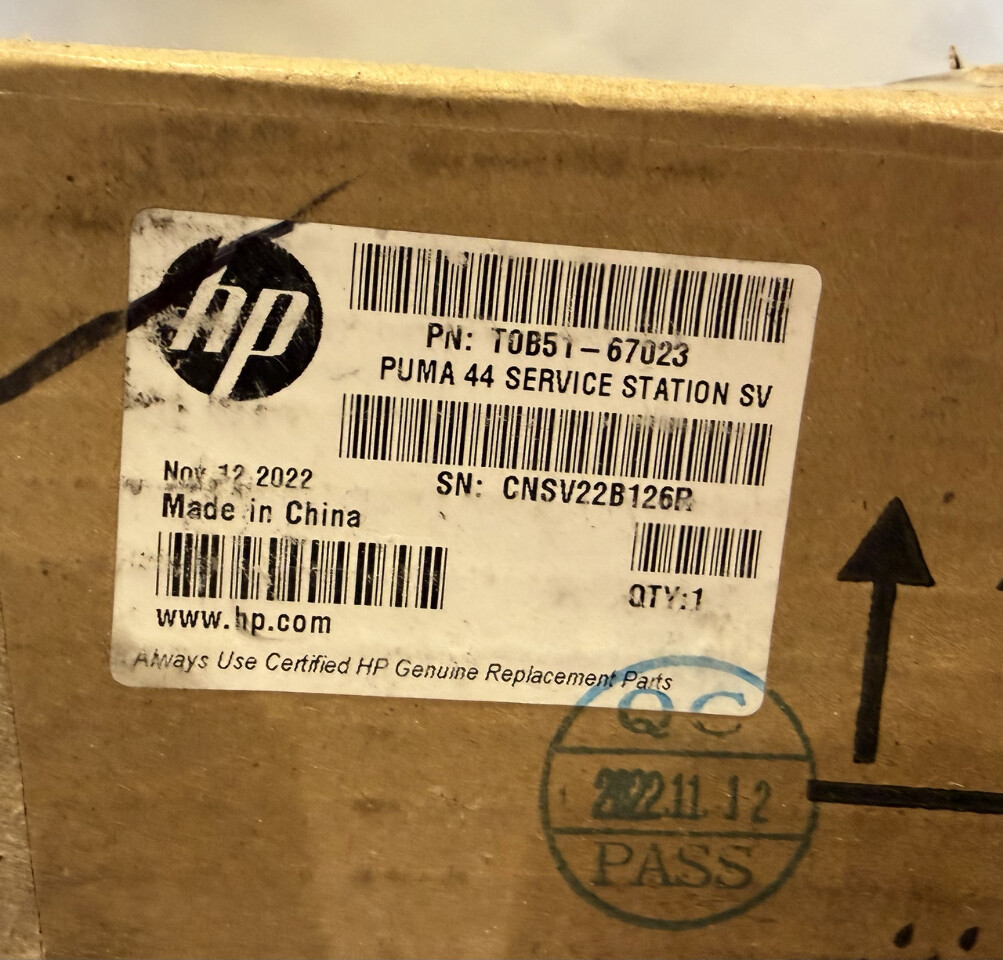 hp
PN: T0B51-67023
PUMA 44 SERVICE STATION SV
SN: CNSV22B126R
Nov 12 2022
Made in China
QTY:1
www.hp.com
Always Use Certified HP Genuine Replacement Parts
QC
2022.11.12
PASS